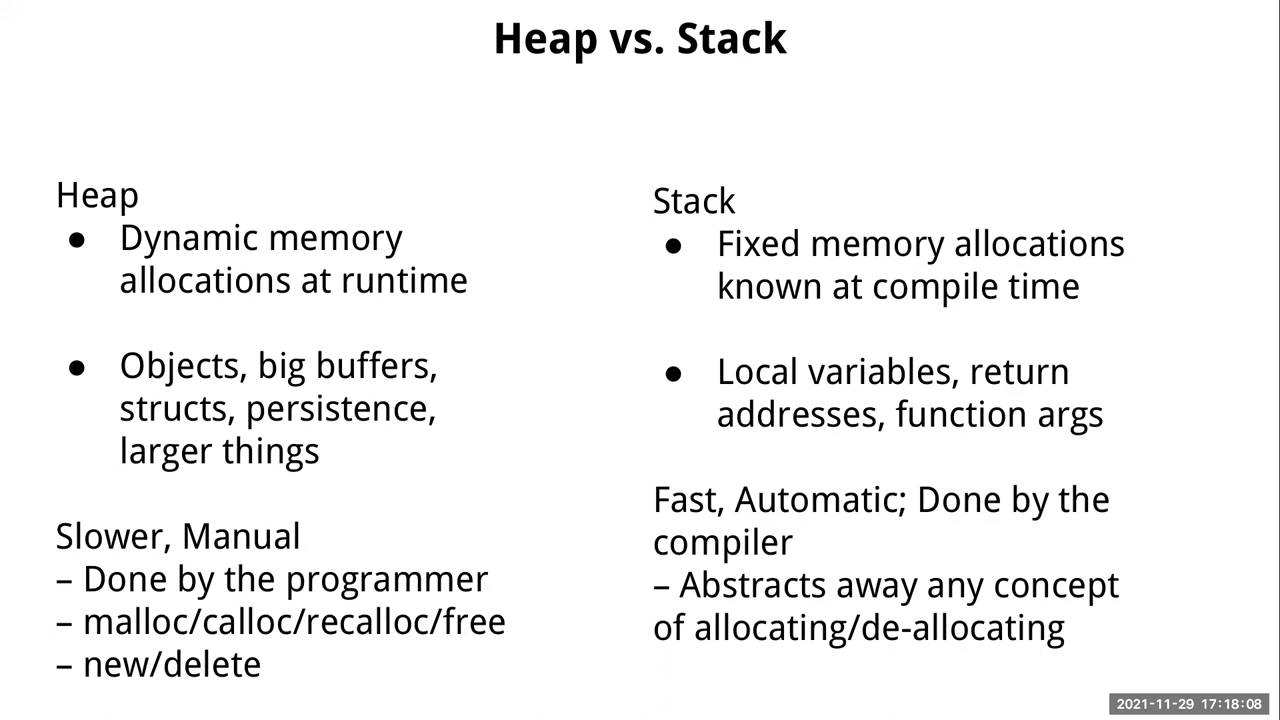 Heap vs. Stack
Heap
● Dynamic memory
allocations at runtime
● Objects, big buffers,
structs, persistence,
larger things
Slower, Manual
– Done by the programmer
– malloc/calloc/recalloc/free
– new/delete
Stack
● Fixed memory allocations
known at compile time
● Local variables, return
addresses, function args
Fast, Automatic; Done by the
compiler
– Abstracts away any concept
of allocating/de-allocating
2021-11-29 17:18:08